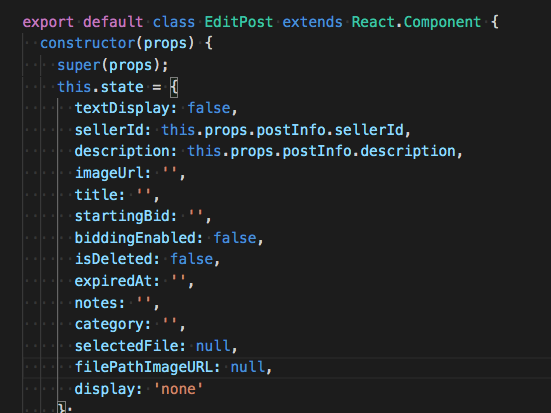 export default class EditPost extends React.Component {
constructor(props) {
super(props);
this.state = {
textDisplay: false,
sellerId: this.props.postInfo.sellerId,
description: this.props.postInfo.description,
imageUrl: '',
title: '',
startingBid: '',
biddingEnabled: false,
isDeleted: false,
expiredAt: '',
notes: '',
category: '',
selectedFile: null,
filePathImageURL: null,
display: 'none'
};